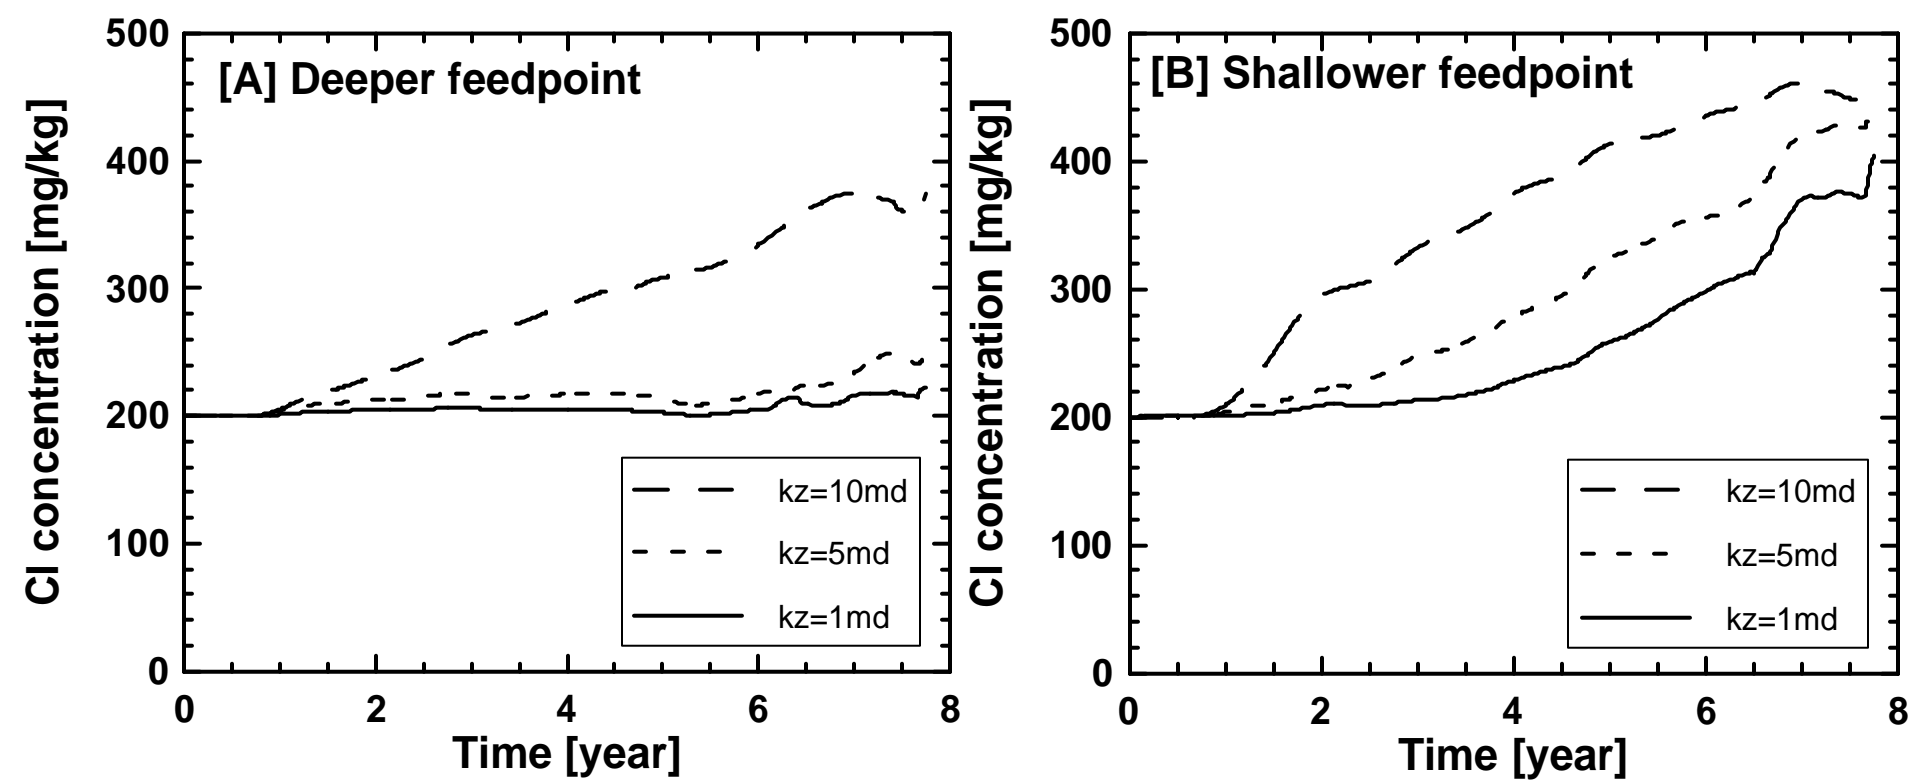 [A] Deeper feedpoint
Cl concentration [mg/kg]
500
400
300
200
100
0
kz=10md
kz=5md
kz=1md
0 2 4 6 8
Time [year]
[B] Shallower feedpoint
Cl concentration [mg/kg]
500
400
300
200
100
0
kz=10md
kz=5md
kz=1md
0 2 4 6 8
Time [year]